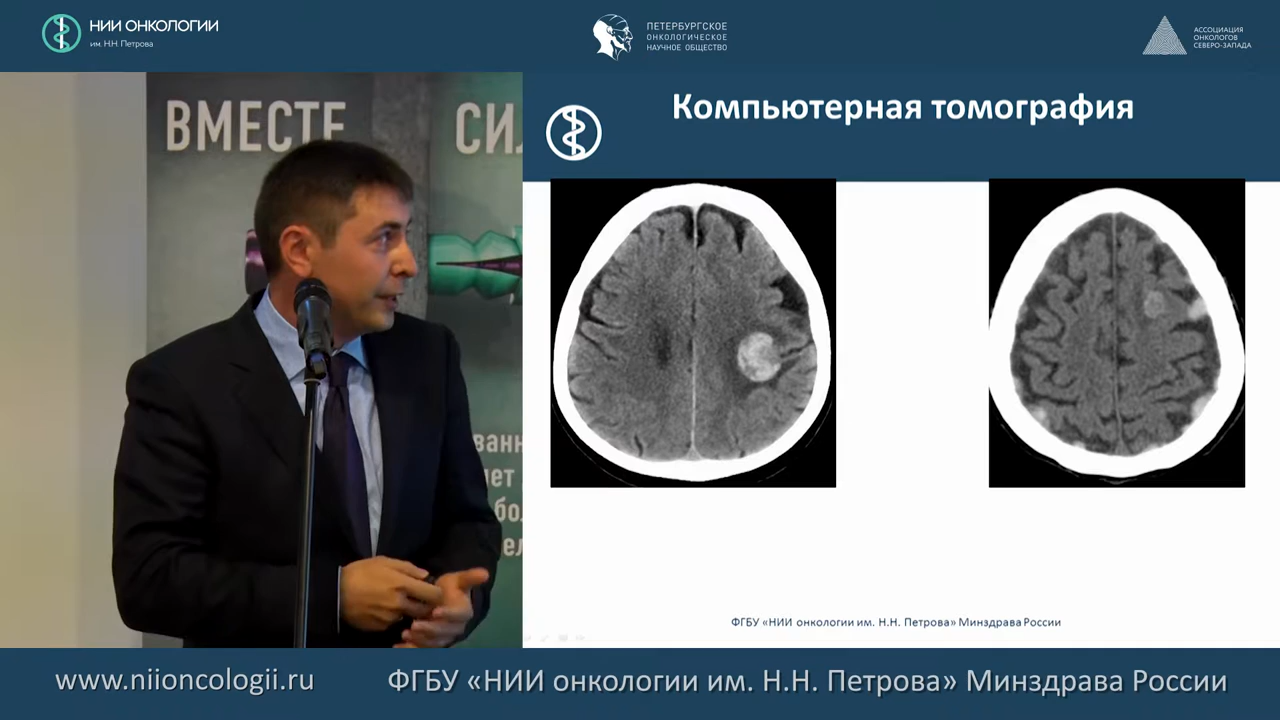 НИИ ОНКОЛОГИИ
им. Н.Н Петрова
ПЕТЕРБУРГСКОЕ
ОНКОЛОГИЧЕСКОЕ
НАУЧНОЕ ОБЩЕСТВО
АССОЦИАЦИЯ
ОНКОЛОГОВ
СЕВЕРО-ЗАПАДА
ВМЕСТЕ
СИЛ
Компьютерная томография
ФГБУ «НИИ онкологии им. Н.Н. Петрова» Минздрава России
www.niioncologii.ru
ФГБУ «НИИ онкологии им. Н.Н. Петрова» Минздрава России